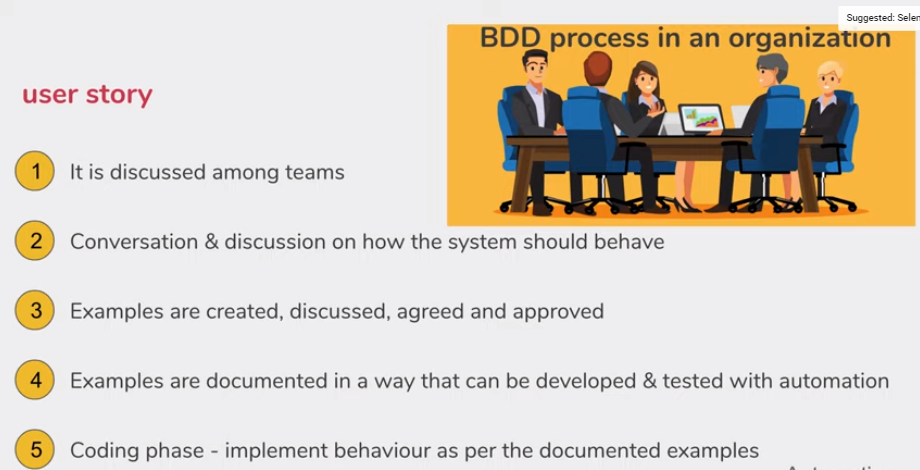 Suggested: Selen
BDD process in an organization
user story
1 It is discussed among teams
2 Conversation & discussion on how the system should behave
3 Examples are created, discussed, agreed and approved
4 Examples are documented in a way that can be developed & tested with automation
5 Coding phase - implement behaviour as per the documented examples